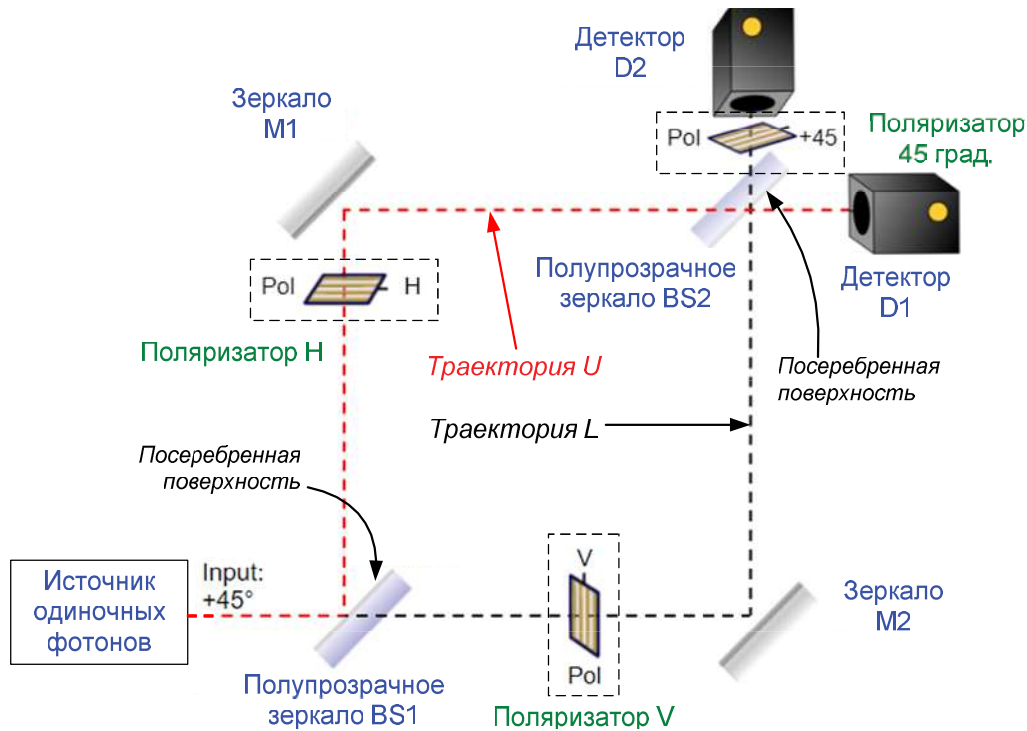 Детектор
D2
Зеркало
M1
Pol
+45
Поляризатор
45 град.
Pol
H
Поляризатор H
Полупрозрачное
зеркало BS2
Детектор
D1
Траектория U
Посеребренная
поверхность
Траектория L
Посеребренная
поверхность
Источник
одиночных
фотонов
Input:
+45°
V
Pol
Зеркало
M2
Полупрозрачное
зеркало BS1
Поляризатор V